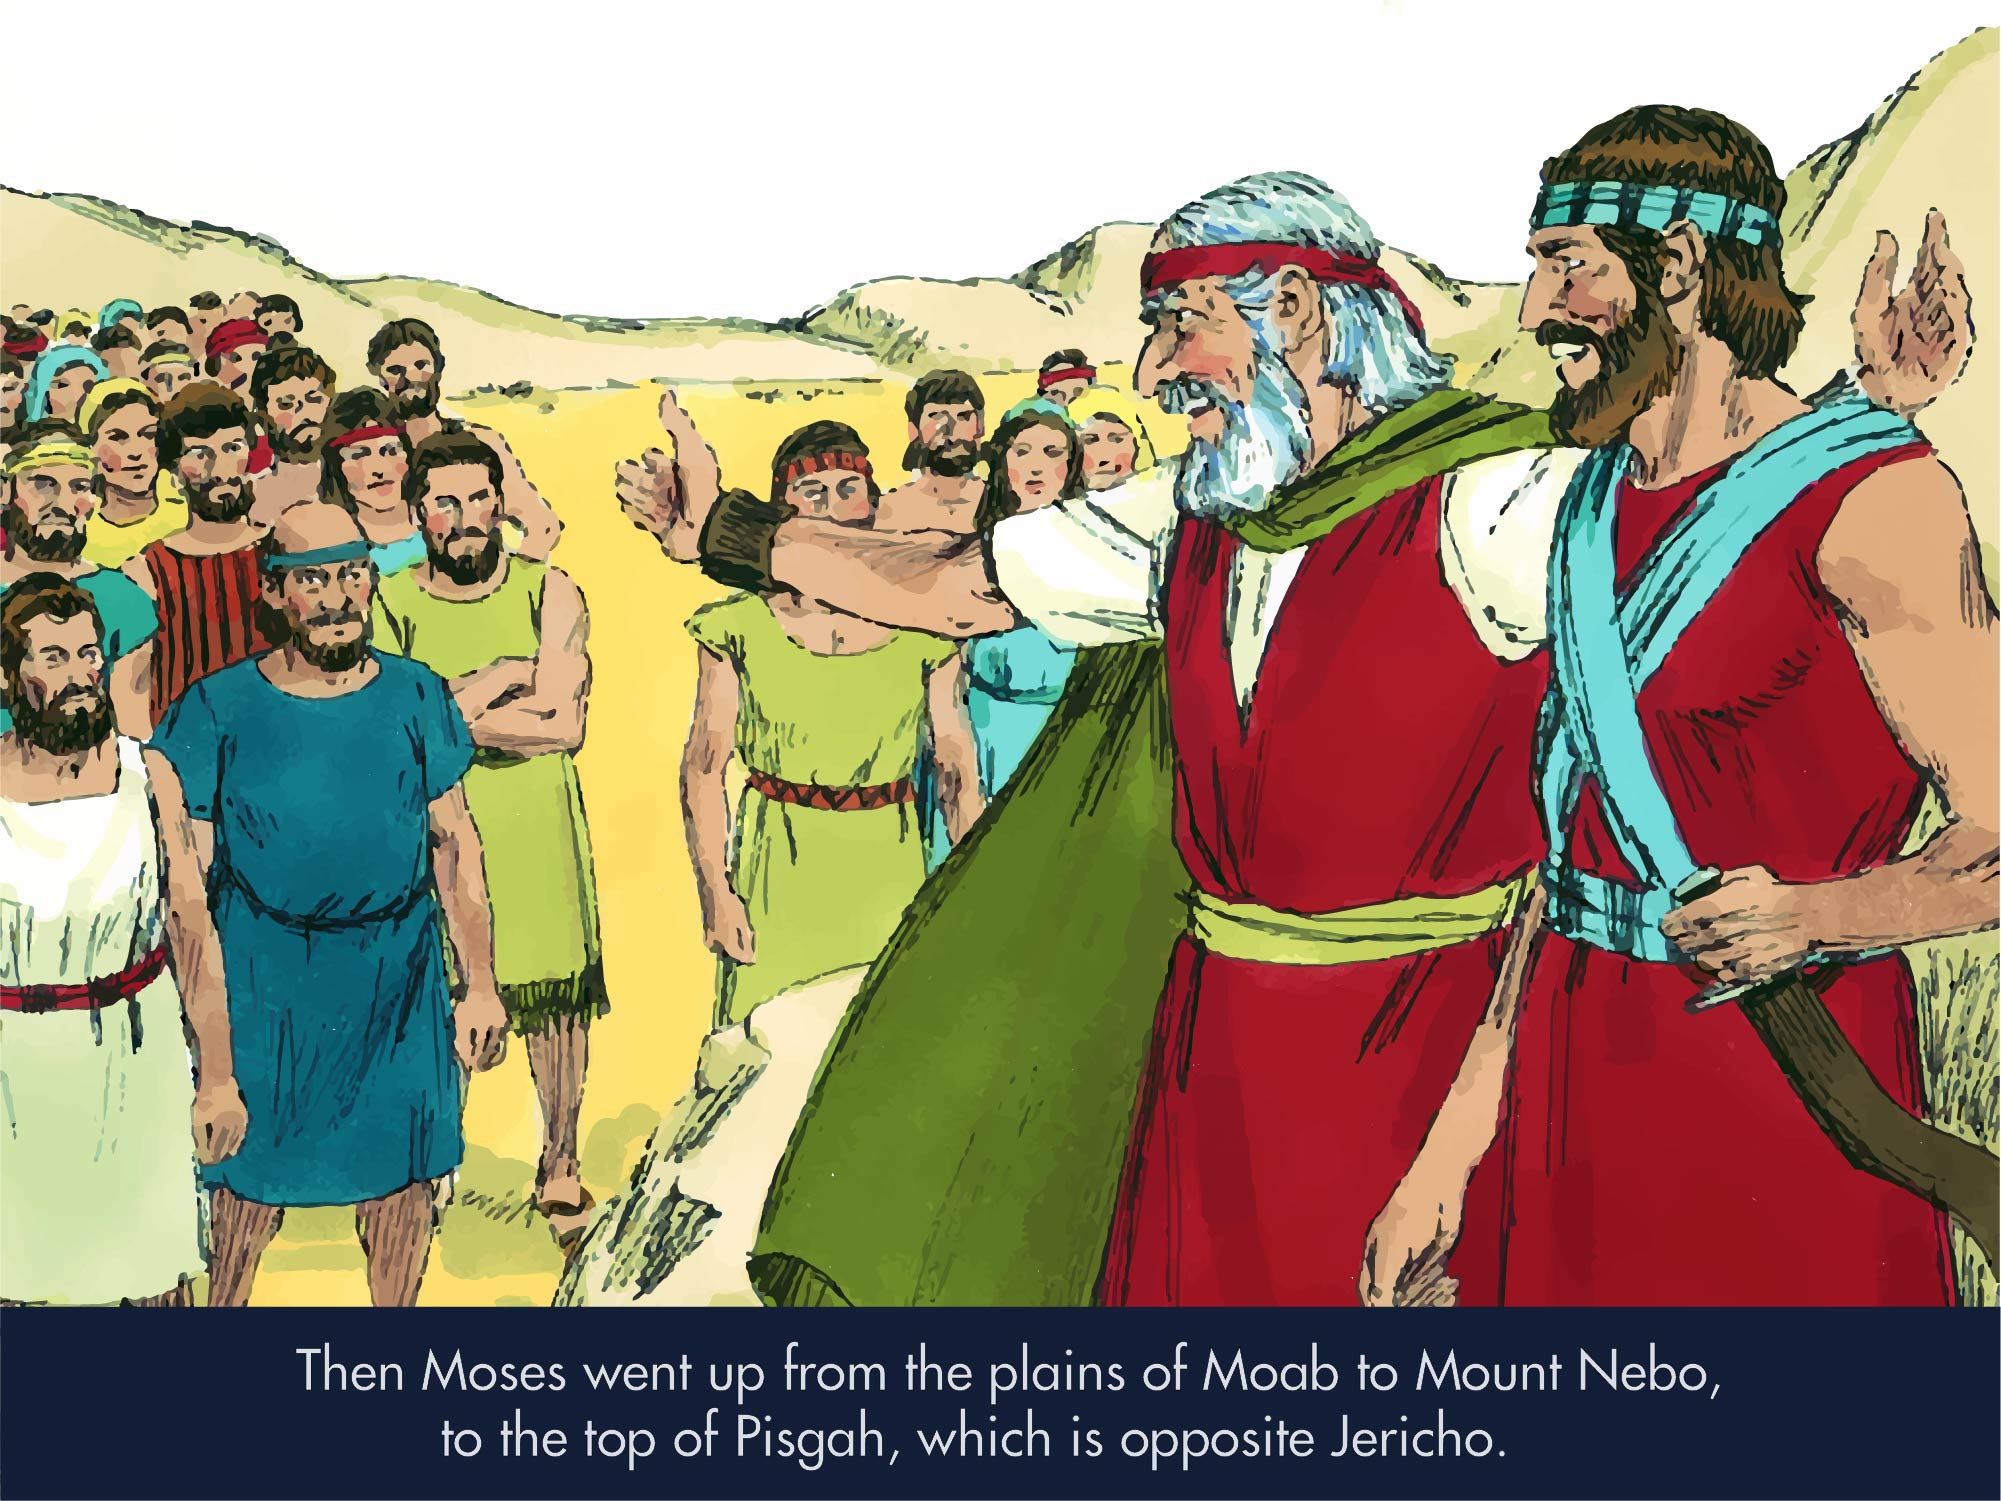 Then Moses went up from the plains of Moab to Mount Nebo,
to the top of Pisgah, which is opposite Jericho.